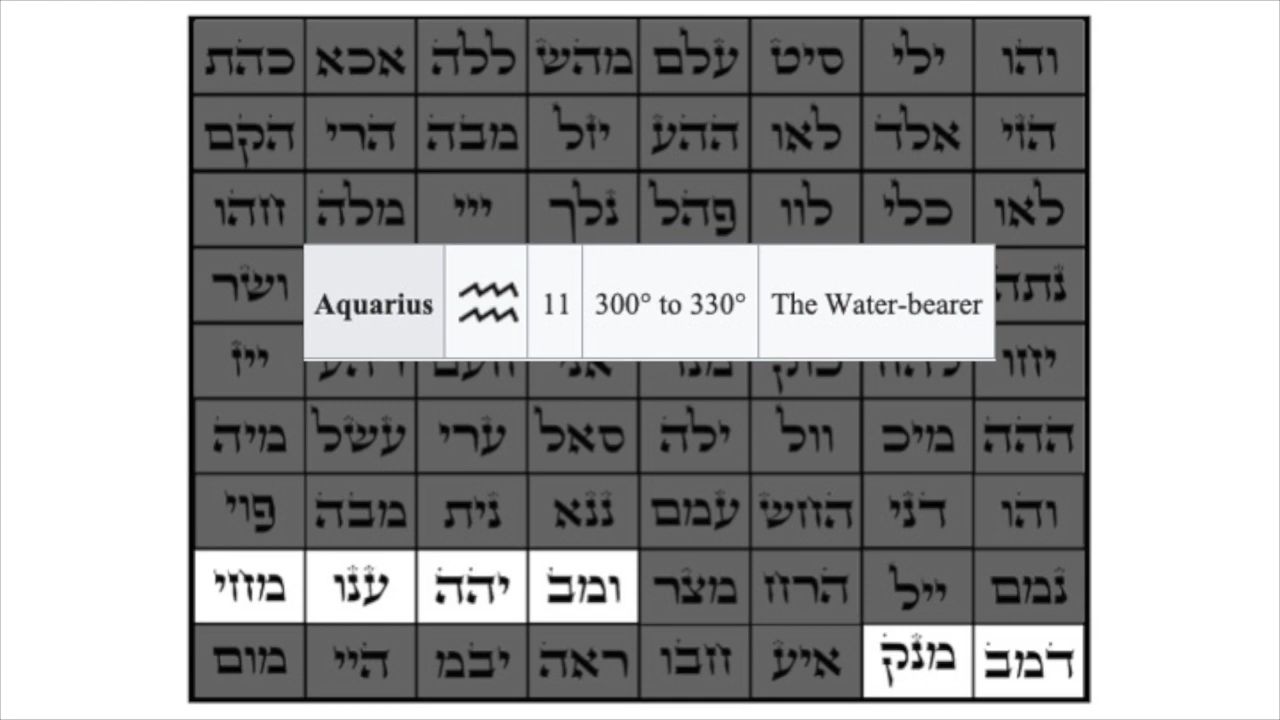 והו ילי סיט עלם מהש ללה אכא כהת
הזי אלד לאו ההע יזל מבה הרי הקם
לאו כלי לוו פהל נלך ייי מלה חהו
נתה ושר
Aquarius ♒ 11 300° to 330° The Water-bearer
יחו ייז
ההה מיכ וול ילה סאל ערי עשל מיה
והו דני החש עמם ננא נית מבה פוי
נמם ייל הרח מצר ומב יהה ענו מחי
דמב מנק איע חבו ראה יבמ היי מום